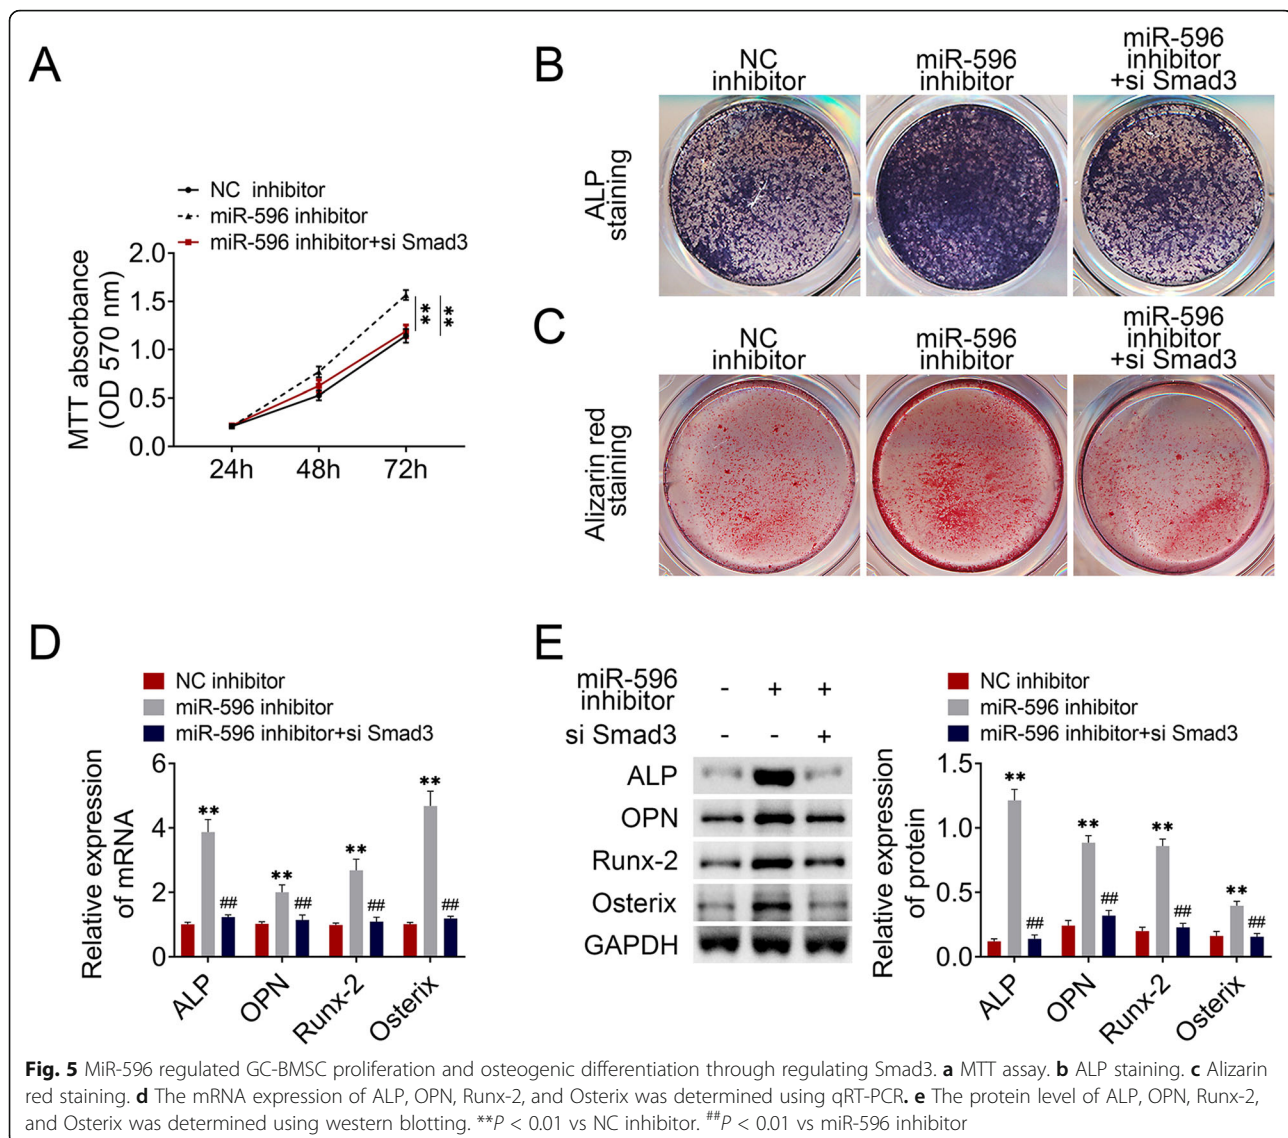 A
NC inhibitor
miR-596 inhibitor
miR-596 inhibitor+si Smad3
MTT absorbance
(OD 570 nm)
2.0
1.5
1.0
0.5
0.0
24h
48h
72h
**
**
B
NC
inhibitor
miR-596
inhibitor
miR-596
inhibitor
+si Smad3
ALP
staining
C
NC
inhibitor
miR-596
inhibitor
miR-596
inhibitor
+si Smad3
Alizarin red
staining
D
NC inhibitor
miR-596 inhibitor
miR-596 inhibitor+si Smad3
Relative expression
of mRNA
6
4
2
0
**
##
**
##
**
##
**
##
ALP
OPN
Runx-2
Osterix
E
miR-596
inhibitor
- + +
si Smad3 - - +
ALP
OPN
Runx-2
Osterix
GAPDH
NC inhibitor
miR-596 inhibitor
miR-596 inhibitor+si Smad3
Relative expression
of protein
1.5
1.0
0.5
0.0
**
##
**
##
**
##
**
##
ALP
OPN
Runx-2
Osterix
Fig. 5 MiR-596 regulated GC-BMSC proliferation and osteogenic differentiation through regulating Smad3. a MTT assay. b ALP staining. c Alizarin
red staining. d The mRNA expression of ALP, OPN, Runx-2, and Osterix was determined using qRT-PCR. e The protein level of ALP, OPN, Runx-2,
and Osterix was determined using western blotting. **P < 0.01 vs NC inhibitor. ##P < 0.01 vs miR-596 inhibitor